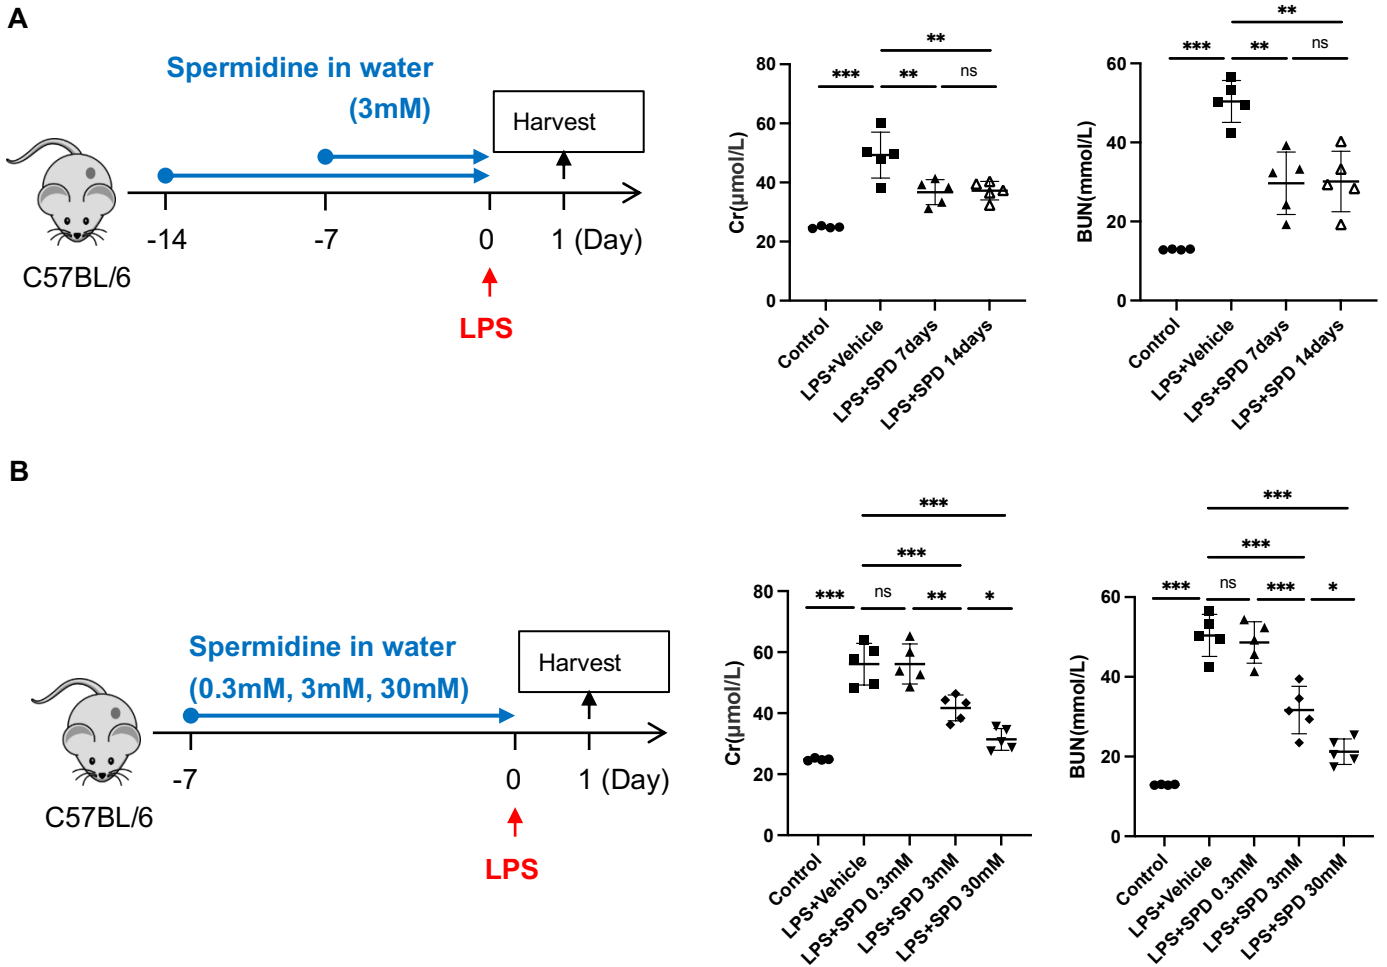 A
Spermidine in water
(3mM)
Harvest
-14
-7
0
1 (Day)
C57BL/6
LPS
** 
*** ** ns
80
60
40
20
0
Cr(μmol/L)
Control
LPS+Vehicle
LPS+SPD 7days
LPS+SPD 14days
**
*** ** ns
60
40
20
0
BUN(mmol/L)
Control
LPS+Vehicle
LPS+SPD 7days
LPS+SPD 14days
B
Spermidine in water
(0.3mM, 3mM, 30mM)
Harvest
-7
0
1 (Day)
C57BL/6
LPS
***
***
*** ns ** *
80
60
40
20
0
Cr(μmol/L)
Control
LPS+Vehicle
LPS+SPD 0.3mM
LPS+SPD 3mM
LPS+SPD 30mM
***
***
*** ns *** *
60
40
20
0
BUN(mmol/L)
Control
LPS+Vehicle
LPS+SPD 0.3mM
LPS+SPD 3mM
LPS+SPD 30mM